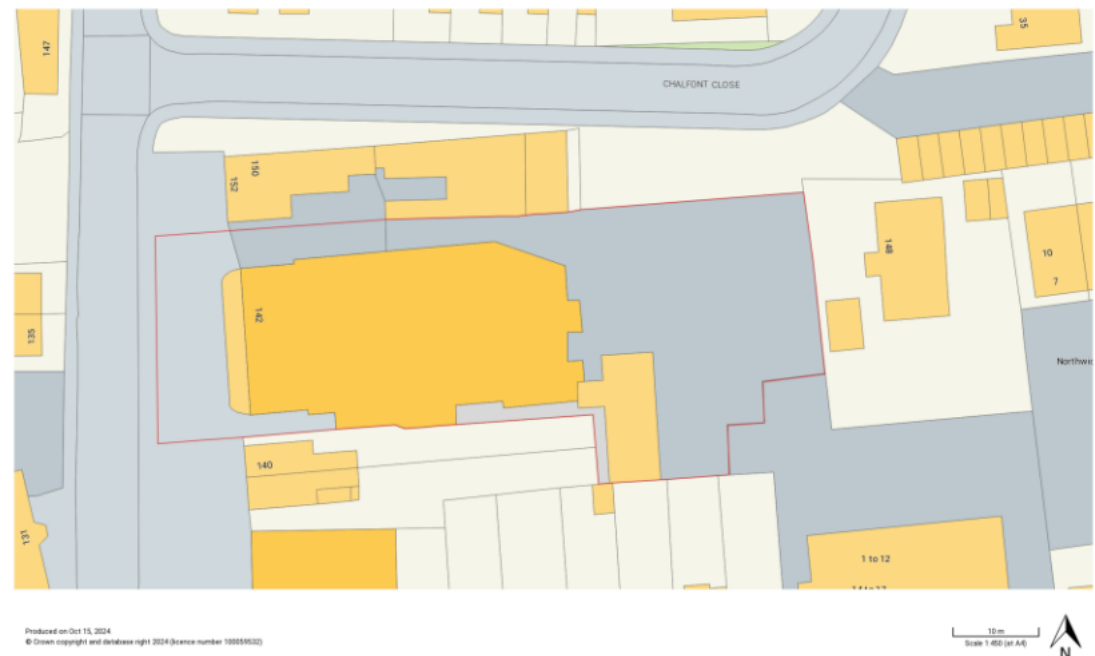 147
35
CHALFONT CLOSE
150
152
148
10
7
142
135
140
131
1 to 12
Produced on Oct 15, 2024
© Crown copyright and database right 2024 (licence number 100059532)
10 m
Scale 1:450 (at A4)
N